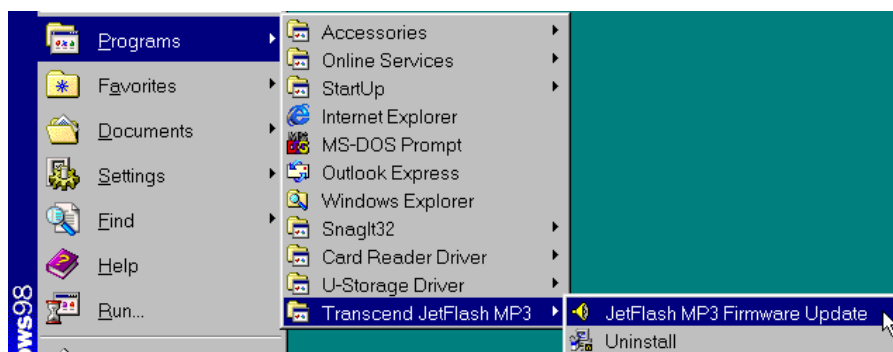 Programs
Favorites
Documents
Settings
Find
Help
Run...
ows98
Accessories
Online Services
StartUp
Internet Explorer
MS-DOS Prompt
Outlook Express
Windows Explorer
SnagIt32
Card Reader Driver
U-Storage Driver
Transcend JetFlash MP3
JetFlash MP3 Firmware Update
Uninstall